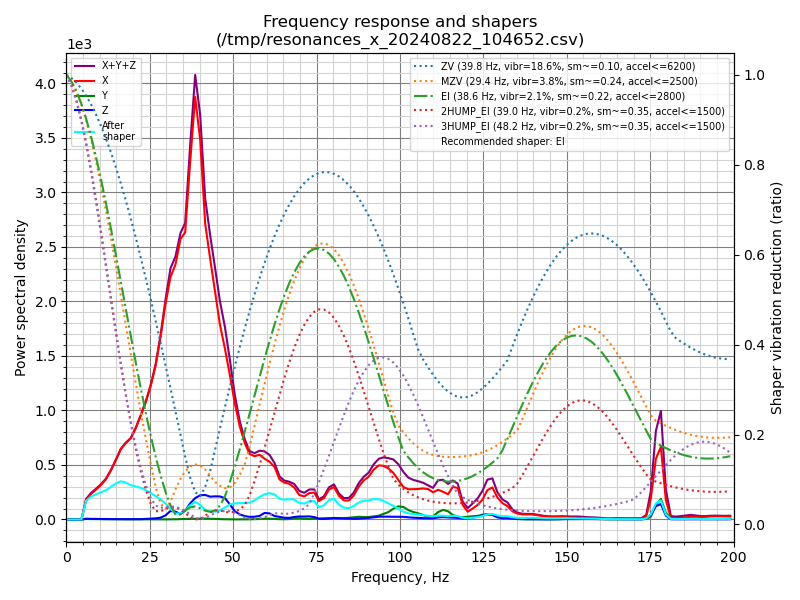 Frequency response and shapers
(/tmp/resonances_x_20240822_104652.csv)
1e3
X+Y+Z
X
Y
Z
After
shaper
ZV (39.8 Hz, vibr=18.6%, sm~=0.10, accel<=6200)
MZV (29.4 Hz, vibr=3.8%, sm~=0.24, accel<=2500)
EI (38.6 Hz, vibr=2.1%, sm~=0.22, accel<=2800)
2HUMP_EI (39.0 Hz, vibr=0.2%, sm~=0.35, accel<=1500)
3HUMP_EI (48.2 Hz, vibr=0.2%, sm~=0.35, accel<=1500)
Recommended shaper: EI
4.0
3.5
3.0
2.5
2.0
1.5
1.0
0.5
0.0
Power spectral density
1.0
0.8
0.6
0.4
0.2
0.0
Shaper vibration reduction (ratio)
0 25 50 75 100 125 150 175 200
Frequency, Hz